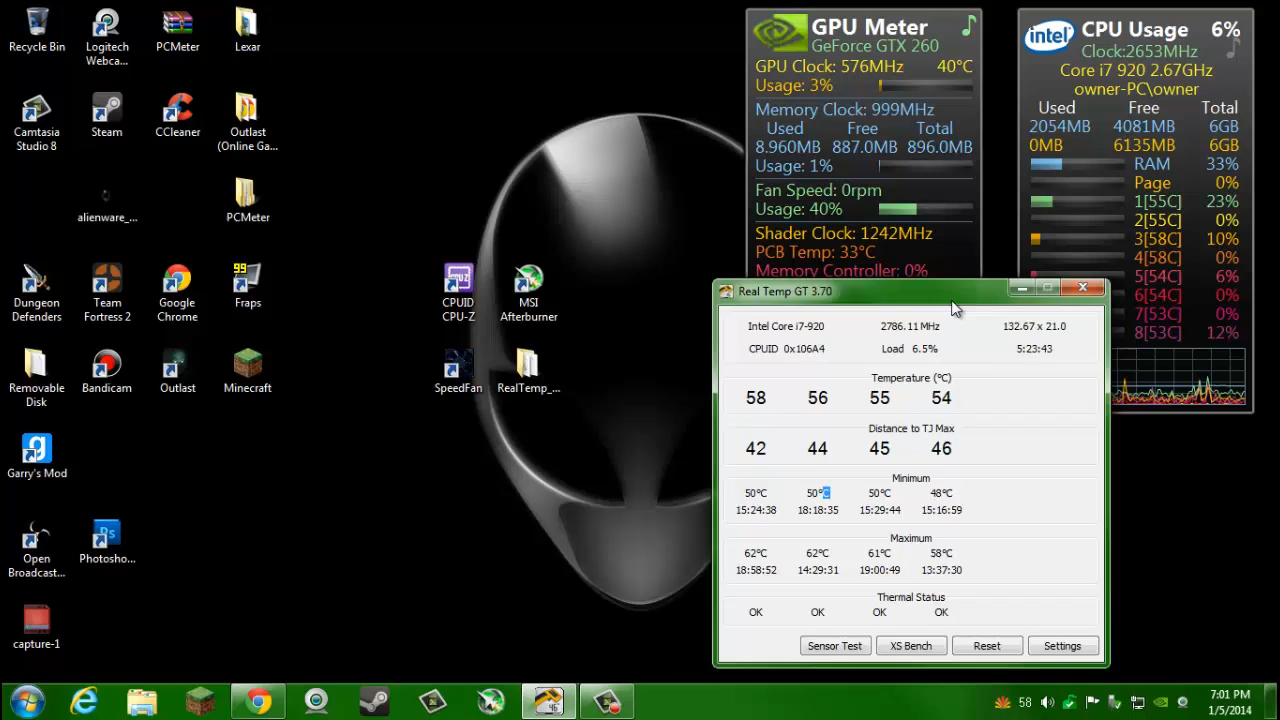 Recycle Bin
Logitech
Webca...
PCMeter
Lexar
Camtasia
Studio 8
Steam
CCleaner
Outlast
(Online Ga...
alienware_...
PCMeter
Dungeon
Defenders
Team
Fortress 2
Google
Chrome
99
Fraps
CPUID
CPU-Z
MSI
Afterburner
Removable
Disk
Bandicam
Outlast
Minecraft
SpeedFan
RealTemp_...
Garry's Mod
Open
Broadcast...
Ps
Photosho...
capture-1
GPU Meter
GeForce GTX 260
GPU Clock: 576MHz 40°C
Usage: 3%
Memory Clock: 999MHz
Used Free Total
8.960MB 887.0MB 896.0MB
Usage: 1%
Fan Speed: 0rpm
Usage: 40%
Shader Clock: 1242MHz
PCB Temp: 33°C
Memory Controller: 0%
intel
CPU Usage 6%
Clock:2653MHz
Core i7 920 2.67GHz
owner-PC\owner
Used Free Total
2054MB 4081MB 6GB
0MB 6135MB 6GB
RAM 33%
Page 0%
1[55C] 23%
2[55C] 0%
3[58C] 10%
4[58C] 0%
5[54C] 6%
6[54C] 0%
7[53C] 0%
8[53C] 12%
Real Temp GT 3.70
Intel Core i7-920 2786.11 MHz 132.67 x 21.0
CPUID 0x106A4 Load 6.5% 5:23:43
Temperature (°C)
58 56 55 54
Distance to TJ Max
42 44 45 46
Minimum
50°C 50°C 50°C 48°C
15:24:38 18:18:35 15:29:44 15:16:59
Maximum
62°C 62°C 61°C 58°C
18:58:52 14:29:31 19:00:49 13:37:30
Thermal Status
OK OK OK OK
Sensor Test XS Bench Reset Settings
46
58
7:01 PM
1/5/2014